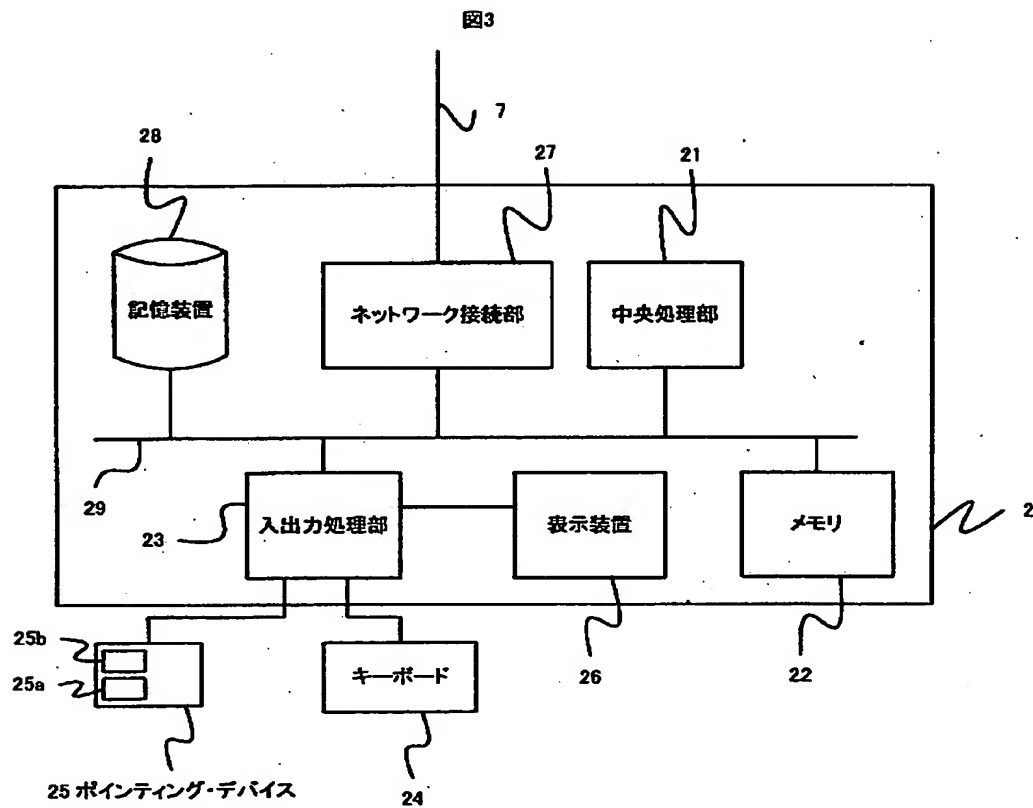 図3
7
28
27
21
記憶装置
ネットワーク接続部
中央処理部
29
23
入出力処理部
表示装置
メモリ
2
25b
25a
キーボード
26
22
25 ポインティング・デバイス
24